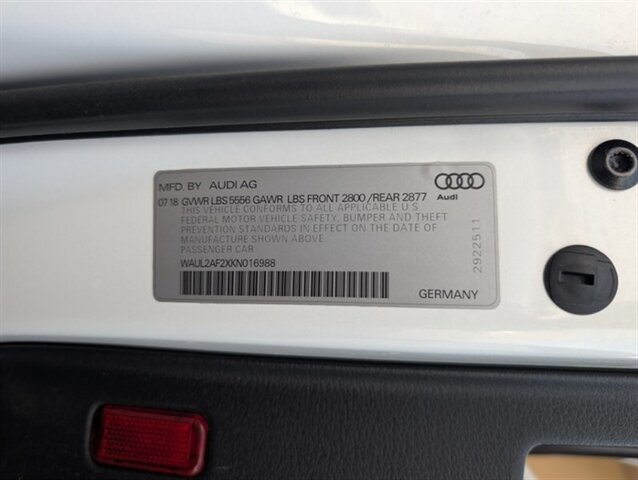 MFD. BY AUDI AG
07 18 GVWR LBS 5556 GAWR LBS FRONT 2800 /REAR 2877
THIS VEHICLE CONFORMS TO ALL APPLICABLE U.S
FEDERAL MOTOR VEHICLE SAFETY, BUMPER AND THEFT
PREVENTION STANDARDS IN EFFECT ON THE DATE OF
MANUFACTURE SHOWN ABOVE.
PASSENGER CAR
WAUL2AF2XKN016988
Audi
2922511
GERMANY